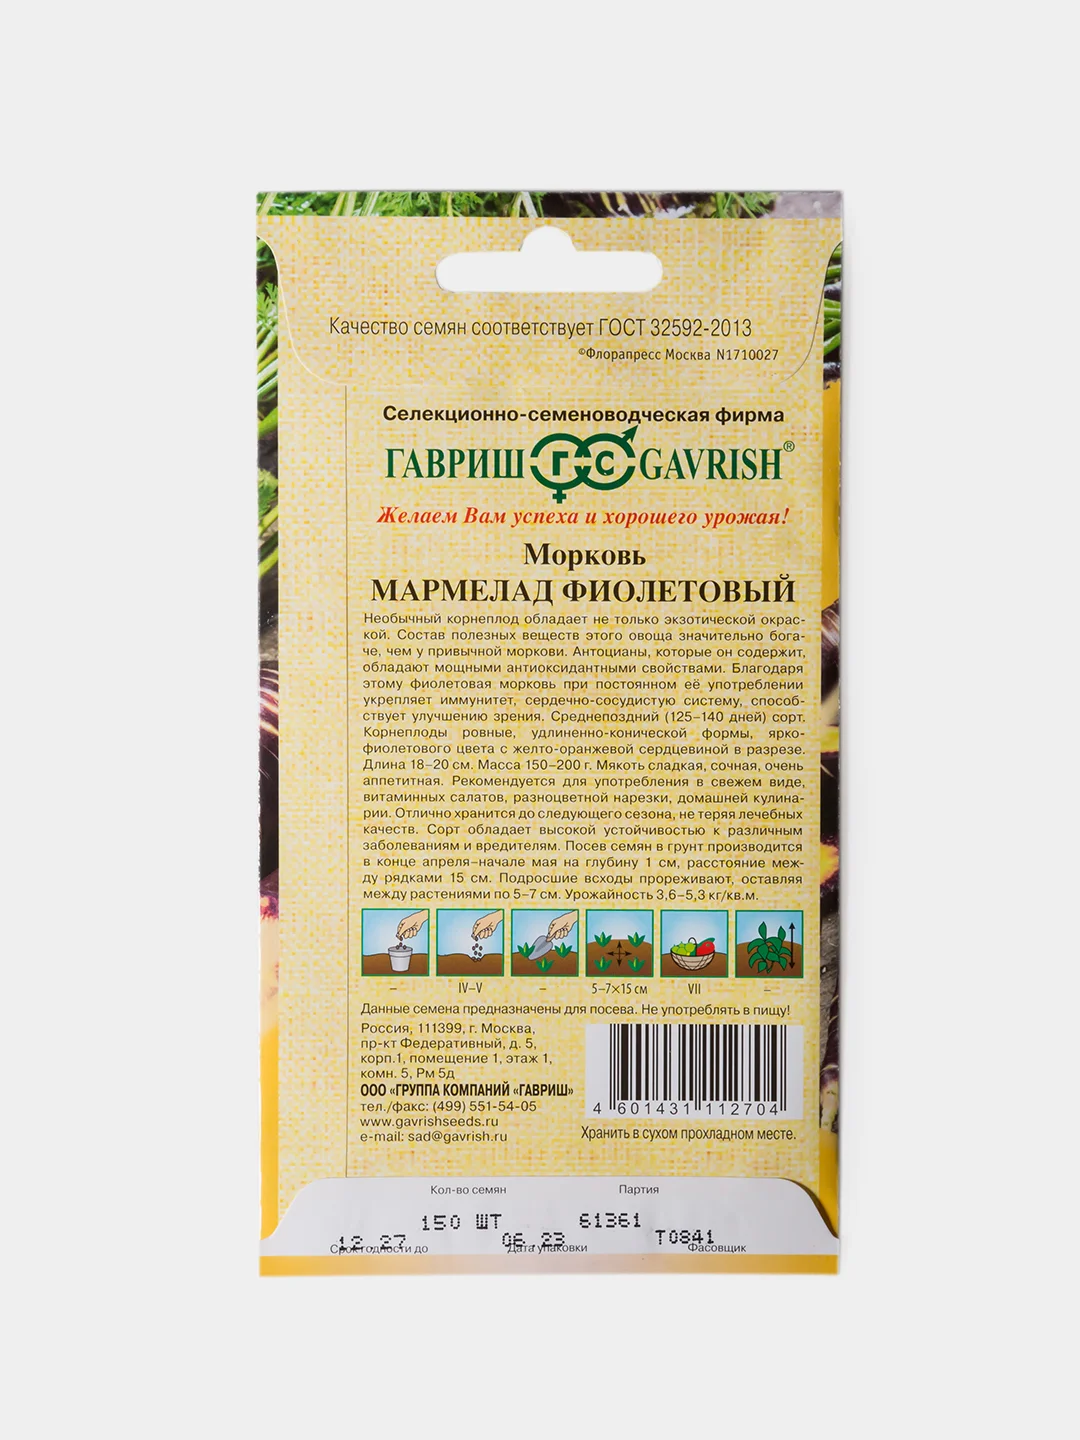 Качество семян соответствует ГОСТ 32592-2013
©Флорапресс Москва N1710027
Селекционно-семеноводческая фирма
ГАВРИШ ГС GAVRISH®
Желаем Вам успеха и хорошего урожая!
Морковь
МАРМЕЛАД ФИОЛЕТОВЫЙ
Необычный корнеплод обладает не только экзотической окрас-
кой. Состав полезных веществ этого овоща значительно бога-
че, чем у привычной моркови. Антоцианы, которые он содержит,
обладают мощными антиоксидантными свойствами. Благодаря
этому фиолетовая морковь при постоянном её употреблении
укрепляет иммунитет, сердечно-сосудистую систему, способ-
ствует улучшению зрения. Среднепоздний (125–140 дней) сорт.
Корнеплоды ровные, удлиненно-конической формы, ярко-
фиолетового цвета с желто-оранжевой сердцевиной в разрезе.
Длина 18–20 см. Масса 150–200 г. Мякоть сладкая, сочная, очень
аппетитная. Рекомендуется для употребления в свежем виде,
витаминных салатов, разноцветной нарезки, домашней кулина-
рии. Отлично хранится до следующего сезона, не теряя лечебных
качеств. Сорт обладает высокой устойчивостью к различным
заболеваниям и вредителям. Посев семян в грунт производится
в конце апреля–начале мая на глубину 1 см, расстояние меж-
ду рядками 15 см. Подросшие всходы прореживают, оставляя
между растениями по 5–7 см. Урожайность 3,6–5,3 кг/кв.м.
– IV–V – 5–7×15 см VII –
Данные семена предназначены для посева. Не употреблять в пищу!
Россия, 111399, г. Москва,
пр-кт Федеративный, д. 5,
корп.1, помещение 1, этаж 1,
комн. 5, Рм 5д
ООО «ГРУППА КОМПАНИЙ «ГАВРИШ»
тел./факс: (499) 551-54-05
www.gavrishseeds.ru
e-mail: sad@gavrish.ru
4 601431 112704
Хранить в сухом прохладном месте.
Кол-во семян Партия
150 ШТ 61361
12.27 06.23 Т0841
Срок годности до Дата упаковки Фасовщик